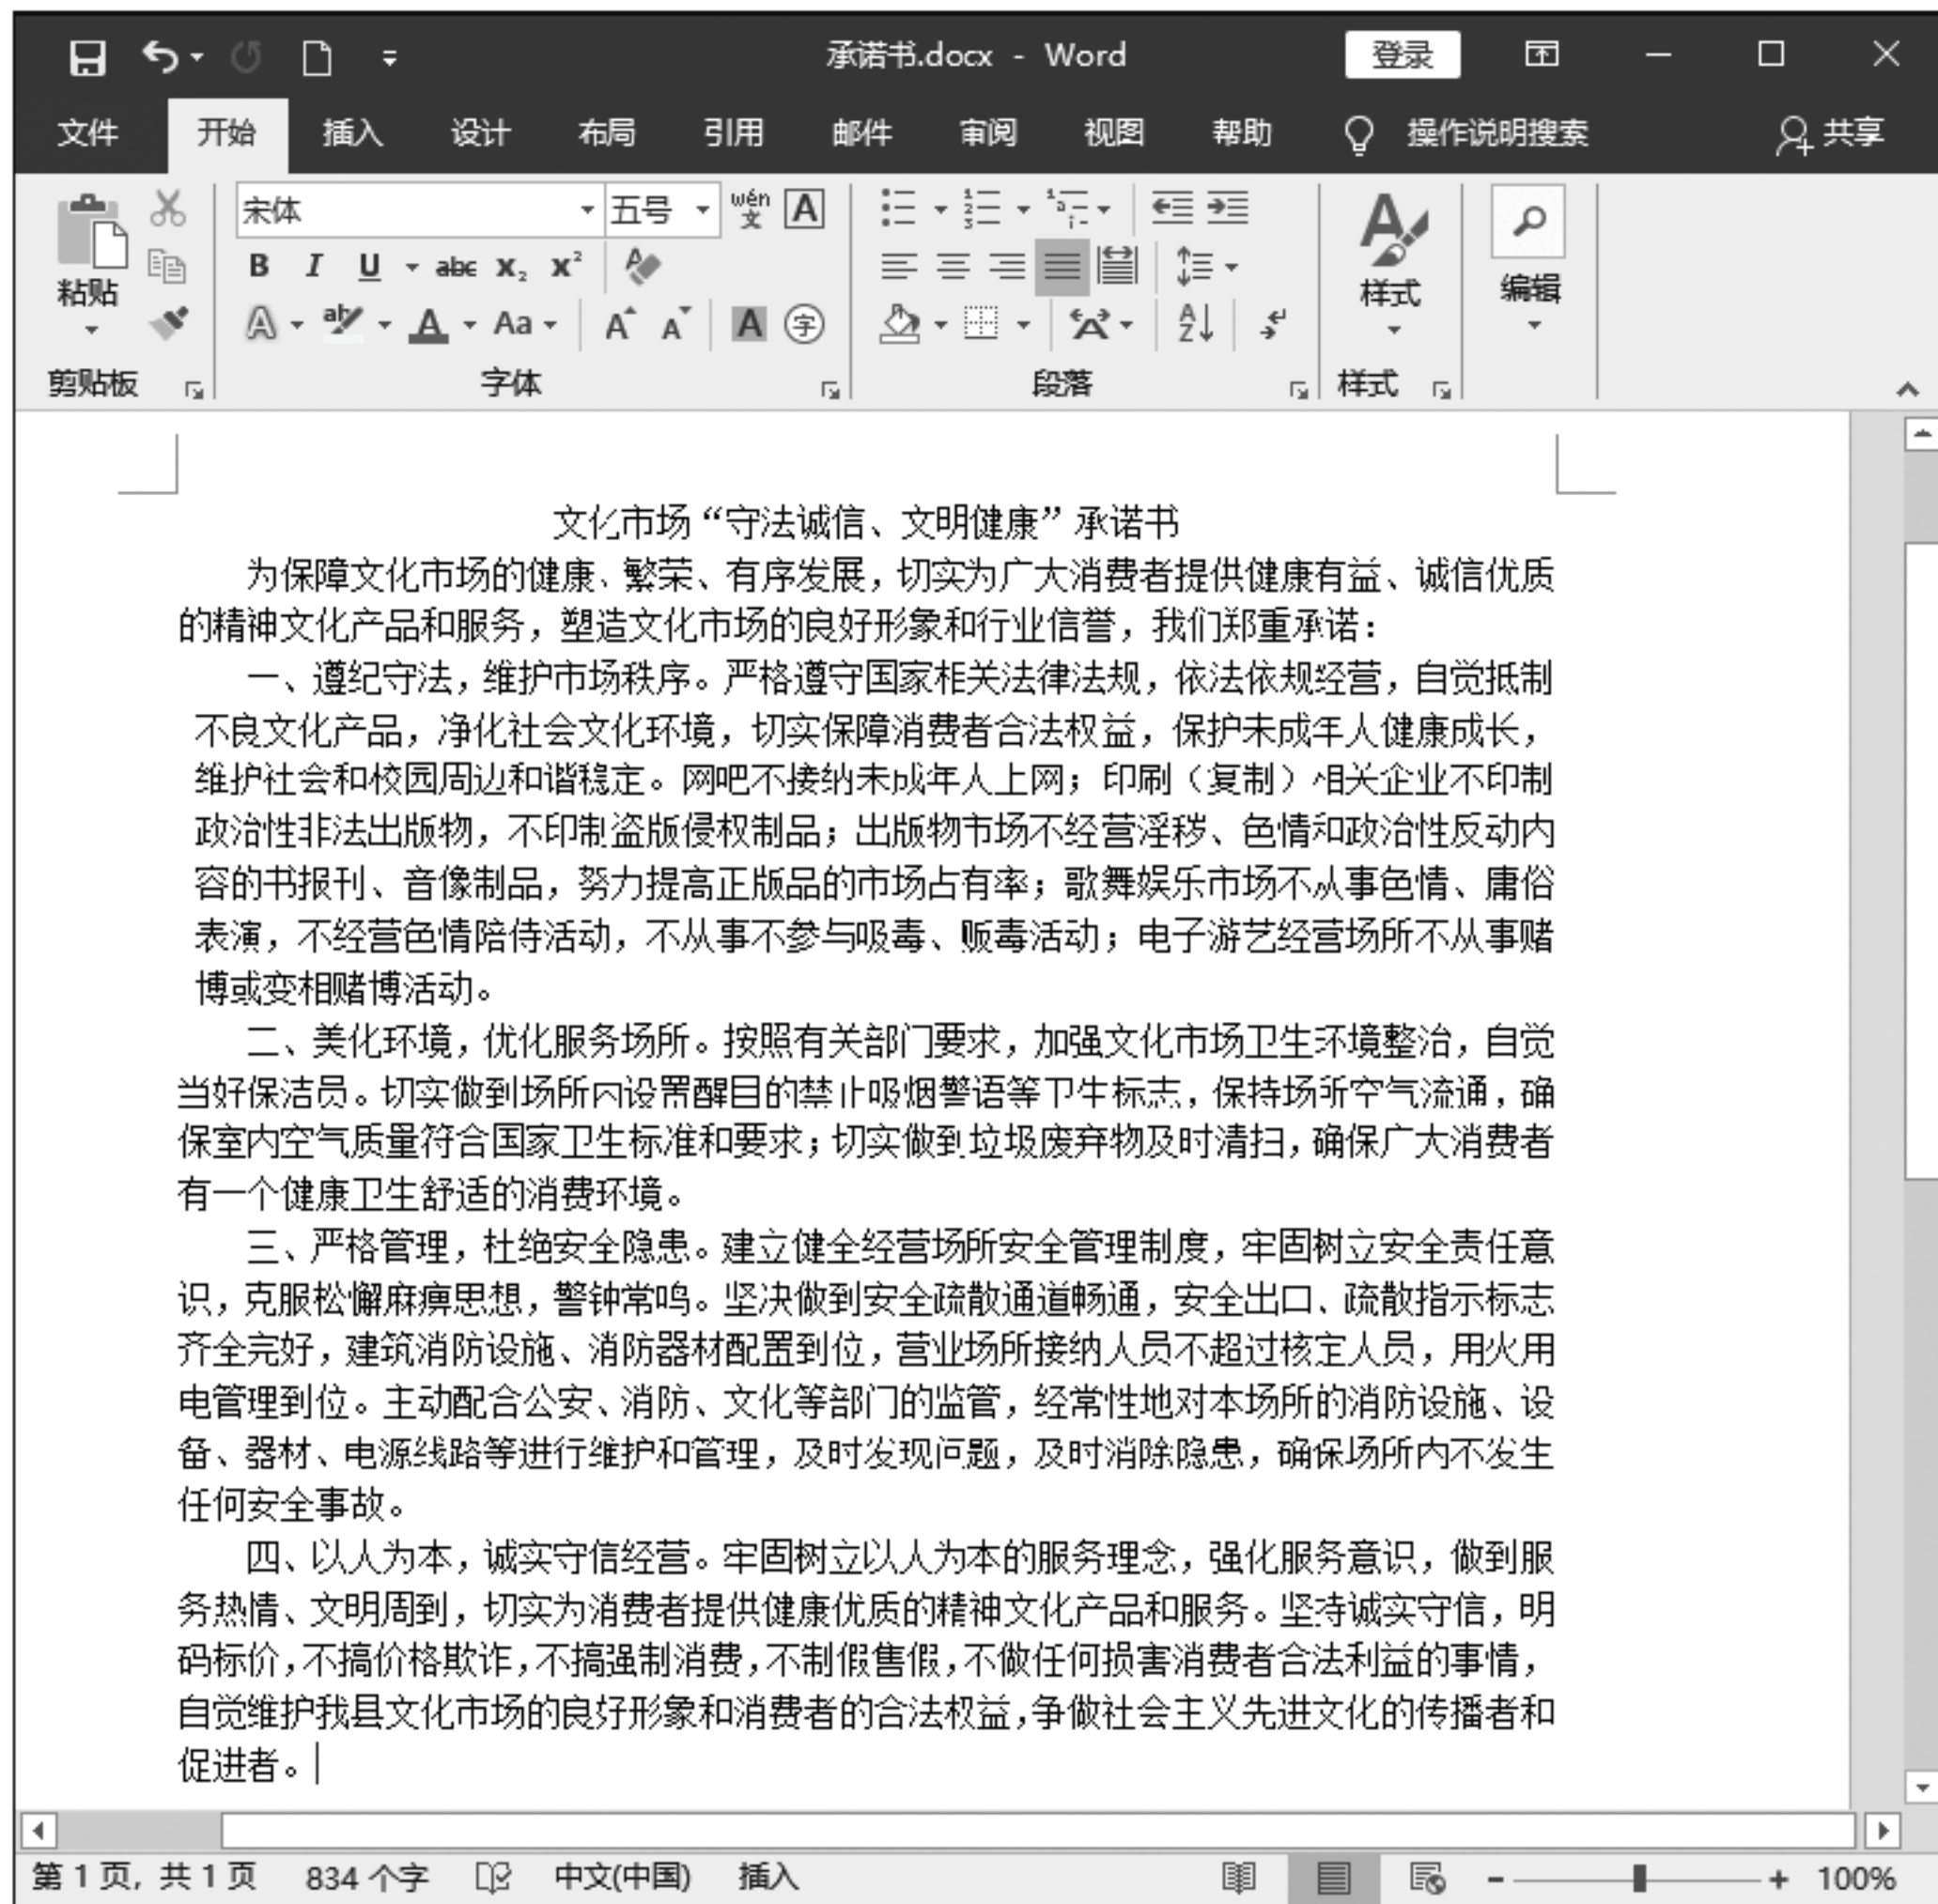 承诺书.docx - Word 登录
文件 开始 插入 设计 布局 引用 邮件 审阅 视图 帮助 操作说明搜索 共享
宋体 五号 wén 文 A
B I U abc x₂ x²
粘贴 样式 编辑
A aby A Aa A A A 字
剪贴板 字体 段落 样式
文化市场“守法诚信、文明健康”承诺书
为保障文化市场的健康、繁荣、有序发展，切实为广大消费者提供健康有益、诚信优质
的精神文化产品和服务，塑造文化市场的良好形象和行业信誉，我们郑重承诺：
一、遵纪守法，维护市场秩序。严格遵守国家相关法律法规，依法依规经营，自觉抵制
不良文化产品，净化社会文化环境，切实保障消费者合法权益，保护未成年人健康成长，
维护社会和校园周边和谐稳定。网吧不接纳未成年人上网；印刷（复制）相关企业不印制
政治性非法出版物，不印制盗版侵权制品；出版物市场不经营淫秽、色情和政治性反动内
容的书报刊、音像制品，努力提高正版品的市场占有率；歌舞娱乐市场不从事色情、庸俗
表演，不经营色情陪侍活动，不从事不参与吸毒、贩毒活动；电子游艺经营场所不从事赌
博或变相赌博活动。
二、美化环境，优化服务场所。按照有关部门要求，加强文化市场卫生环境整治，自觉
当好保洁员。切实做到场所内设置醒目的禁止吸烟警语等卫生标志，保持场所空气流通，确
保室内空气质量符合国家卫生标准和要求；切实做到垃圾废弃物及时清扫，确保广大消费者
有一个健康卫生舒适的消费环境。
三、严格管理，杜绝安全隐患。建立健全经营场所安全管理制度，牢固树立安全责任意
识，克服松懈麻痹思想，警钟常鸣。坚决做到安全疏散通道畅通，安全出口、疏散指示标志
齐全完好，建筑消防设施、消防器材配置到位，营业场所接纳人员不超过核定人员，用火用
电管理到位。主动配合公安、消防、文化等部门的监管，经常性地对本场所的消防设施、设
备、器材、电源线路等进行维护和管理，及时发现问题，及时消除隐患，确保场所内不发生
任何安全事故。
四、以人为本，诚实守信经营。牢固树立以人为本的服务理念，强化服务意识，做到服
务热情、文明周到，切实为消费者提供健康优质的精神文化产品和服务。坚持诚实守信，明
码标价，不搞价格欺诈，不搞强制消费，不制假售假，不做任何损害消费者合法利益的事情，
自觉维护我县文化市场的良好形象和消费者的合法权益，争做社会主义先进文化的传播者和
促进者。
第 1 页，共 1 页 834 个字 中文(中国) 插入 100%